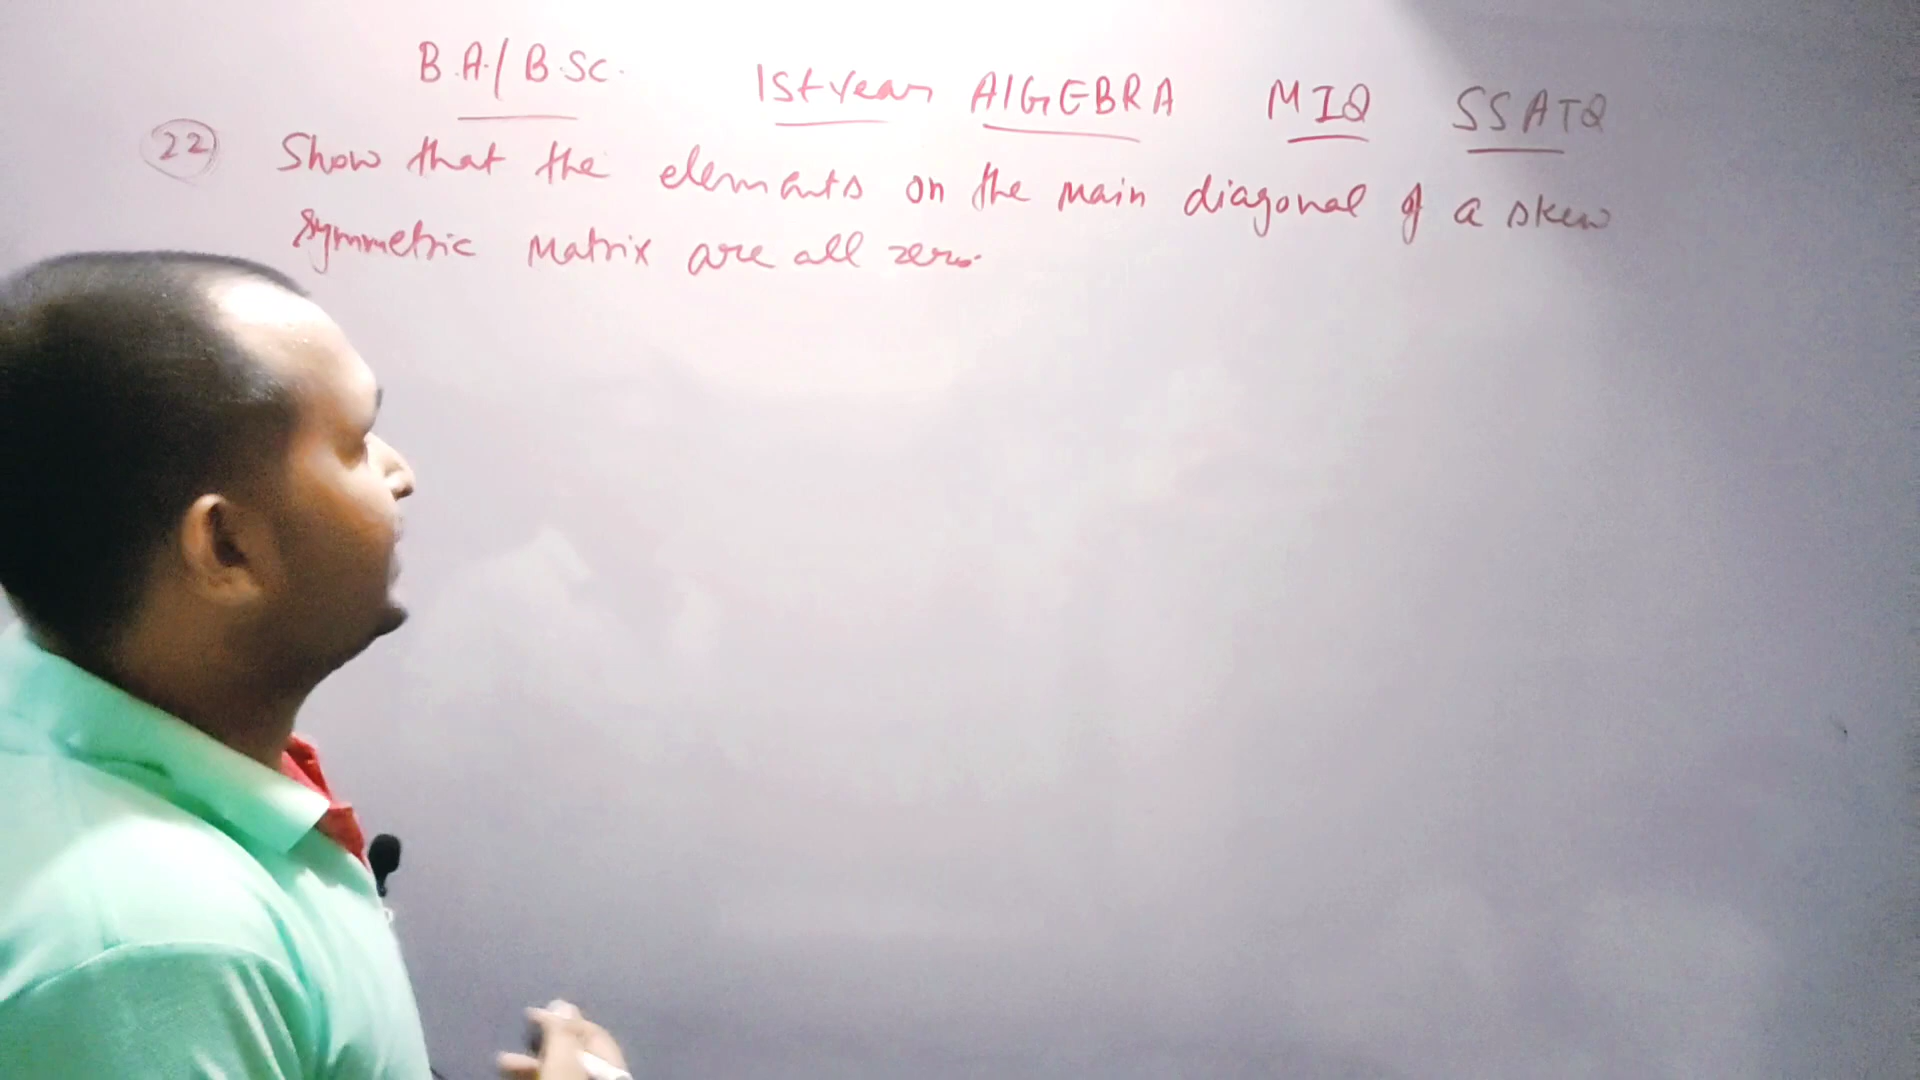 B.A./B.Sc. 1st year ALGEBRA MIQ SSATQ
22 Show that the elements on the main diagonal of a skew
symmetric matrix are all zero.